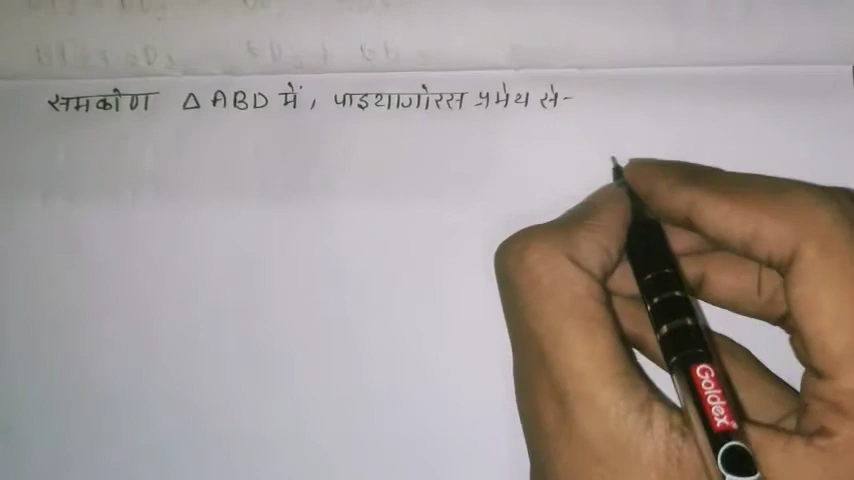 समकोण Δ ABD में, पाइथागोरस प्रमेय से-
Goldex